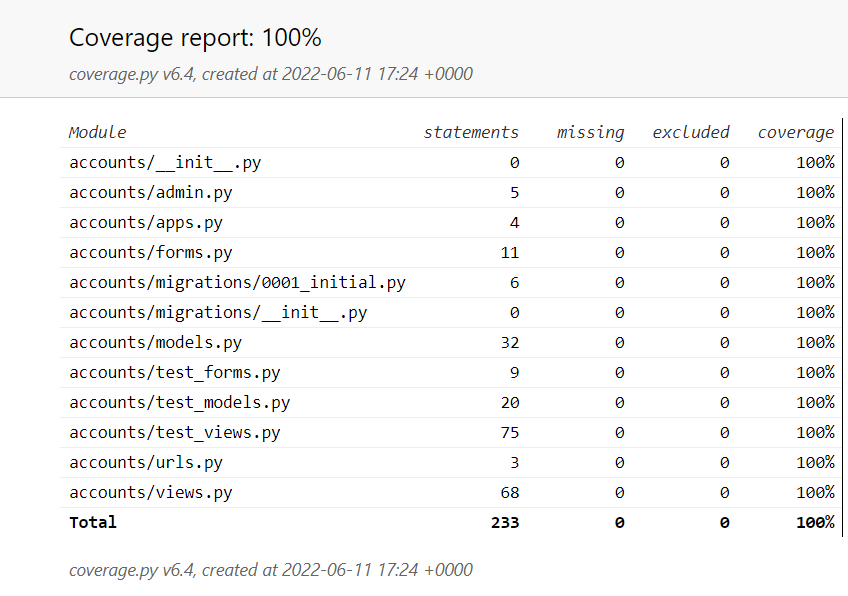 Coverage report: 100%
coverage.py v6.4, created at 2022-06-11 17:24 +0000
Module statements missing excluded coverage
accounts/__init__.py 0 0 0 100%
accounts/admin.py 5 0 0 100%
accounts/apps.py 4 0 0 100%
accounts/forms.py 11 0 0 100%
accounts/migrations/0001_initial.py 6 0 0 100%
accounts/migrations/__init__.py 0 0 0 100%
accounts/models.py 32 0 0 100%
accounts/test_forms.py 9 0 0 100%
accounts/test_models.py 20 0 0 100%
accounts/test_views.py 75 0 0 100%
accounts/urls.py 3 0 0 100%
accounts/views.py 68 0 0 100%
Total 233 0 0 100%
coverage.py v6.4, created at 2022-06-11 17:24 +0000